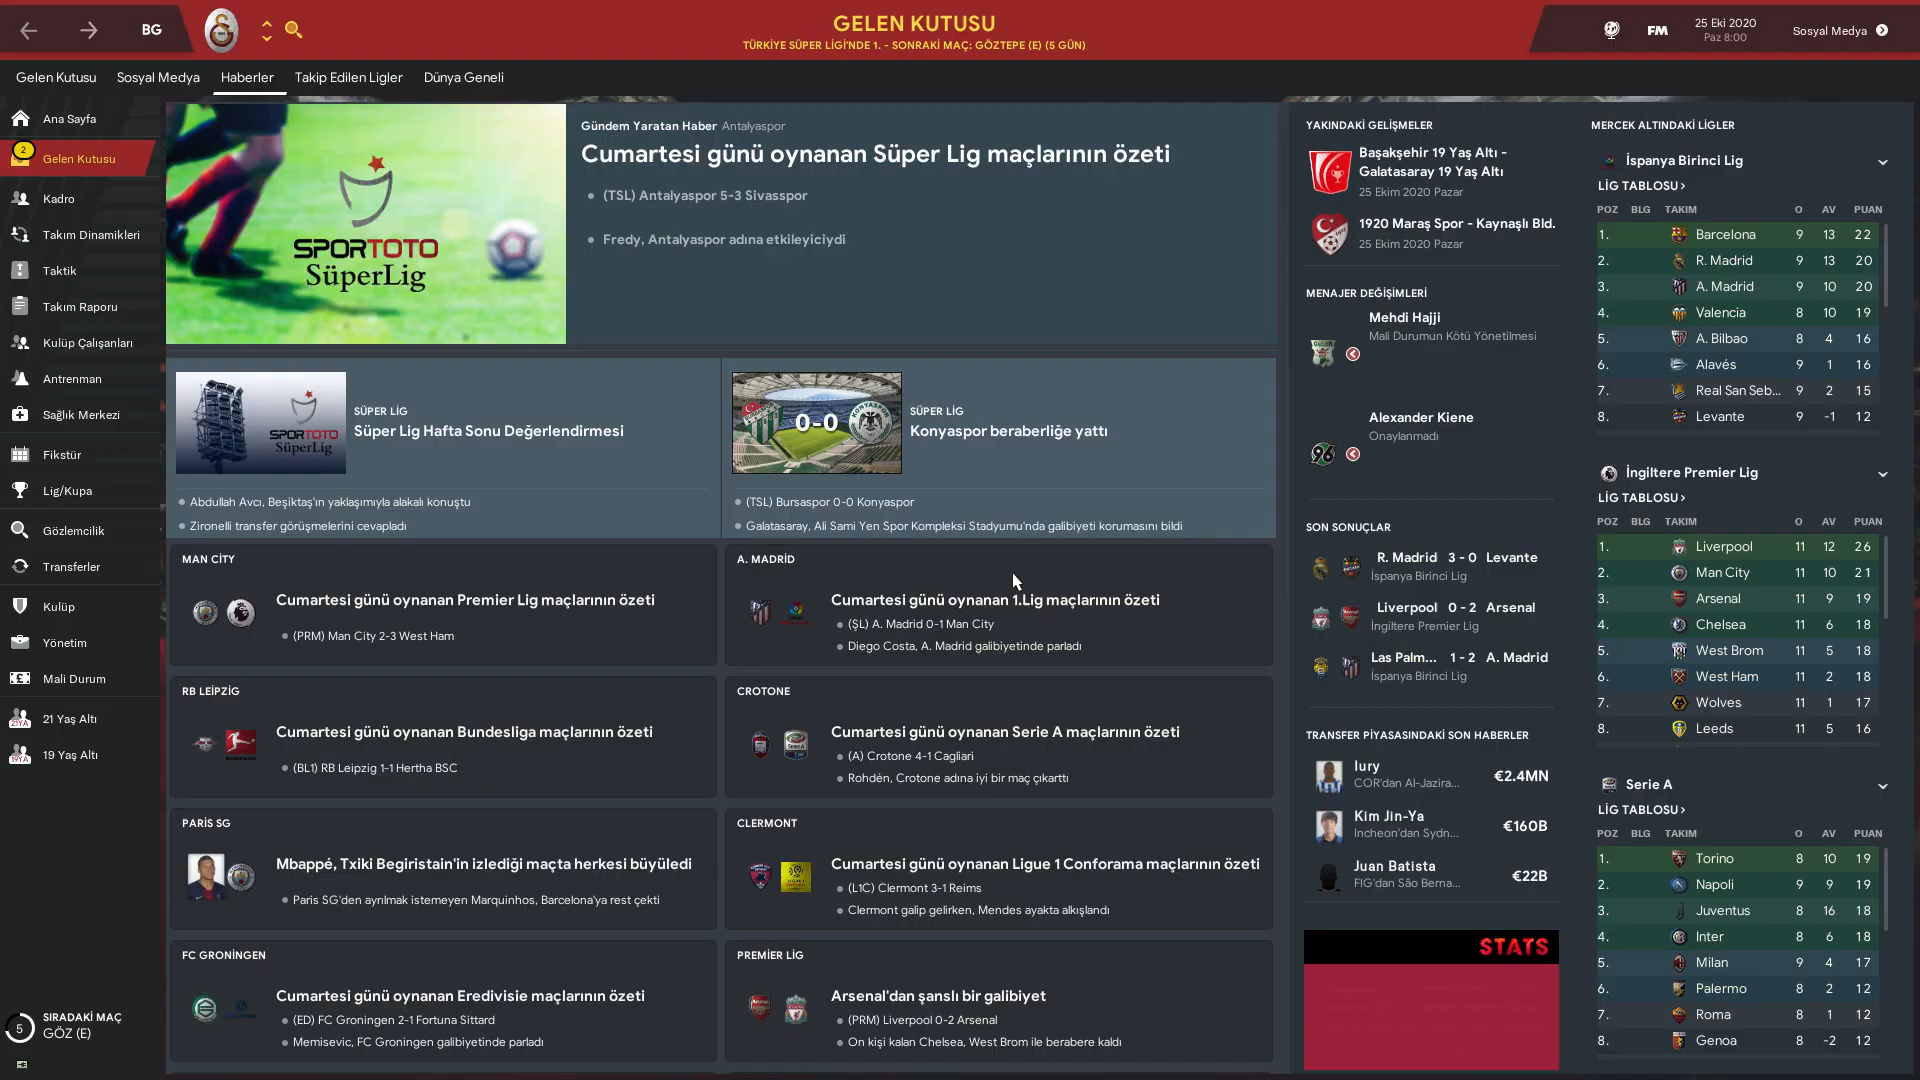 BG
GELEN KUTUSU
TÜRKİYE SÜPER LİGİ'NDE 1. - SONRAKİ MAÇ: GÖZTEPE (E) (5 GÜN)
FM
25 Eki 2020
Paz 8:00
Sosyal Medya
Gelen Kutusu
Sosyal Medya
Haberler
Takip Edilen Ligler
Dünya Geneli
Ana Sayfa
2
Gelen Kutusu
Kadro
Takım Dinamikleri
Taktik
Takım Raporu
Kulüp Çalışanları
Antrenman
Sağlık Merkezi
Fikstür
Lig/Kupa
Gözlemcilik
Transferler
Kulüp
Yönetim
Mali Durum
21YA
21 Yaş Altı
19YA
19 Yaş Altı
5
SIRADAKİ MAÇ
GÖZ (E)
SPORTOTO
SüperLig
Gündem Yaratan Haber Antalyaspor
Cumartesi günü oynanan Süper Lig maçlarının özeti
(TSL) Antalyaspor 5-3 Sivasspor
Fredy, Antalyaspor adına etkileyiciydi
SPORTOTO
SüperLig
SÜPER LİG
Süper Lig Hafta Sonu Değerlendirmesi
Abdullah Avcı, Beşiktaş'ın yaklaşımıyla alakalı konuştu
Zironelli transfer görüşmelerini cevapladı
0-0
SÜPER LİG
Konyaspor beraberliğe yattı
(TSL) Bursaspor 0-0 Konyaspor
Galatasaray, Ali Sami Yen Spor Kompleksi Stadyumu'nda galibiyeti korumasını bildi
MAN CİTY
Cumartesi günü oynanan Premier Lig maçlarının özeti
(PRM) Man City 2-3 West Ham
A. MADRİD
Cumartesi günü oynanan 1.Lig maçlarının özeti
(ŞL) A. Madrid 0-1 Man City
Diego Costa, A. Madrid galibiyetinde parladı
RB LEİPZİG
Cumartesi günü oynanan Bundesliga maçlarının özeti
(BL1) RB Leipzig 1-1 Hertha BSC
CROTONE
Cumartesi günü oynanan Serie A maçlarının özeti
(A) Crotone 4-1 Cagliari
Rohdén, Crotone adına iyi bir maç çıkarttı
PARİS SG
Mbappé, Txiki Begiristain'in izlediği maçta herkesi büyüledi
Paris SG'den ayrılmak istemeyen Marquinhos, Barcelona'ya rest çekti
CLERMONT
Cumartesi günü oynanan Ligue 1 Conforama maçlarının özeti
(L1C) Clermont 3-1 Reims
Clermont galip gelirken, Mendes ayakta alkışlandı
FC GRONİNGEN
Cumartesi günü oynanan Eredivisie maçlarının özeti
(ED) FC Groningen 2-1 Fortuna Sittard
Memisevic, FC Groningen galibiyetinde parladı
PREMİER LİG
Arsenal'dan şanslı bir galibiyet
(PRM) Liverpool 0-2 Arsenal
On kişi kalan Chelsea, West Brom ile berabere kaldı
YAKINDAKİ GELİŞMELER
Başakşehir 19 Yaş Altı -
Galatasaray 19 Yaş Altı
25 Ekim 2020 Pazar
1920 Maraş Spor - Kaynaşlı Bld.
25 Ekim 2020 Pazar
MENAJER DEĞİŞİMLERİ
Mehdi Hajji
Mali Durumun Kötü Yönetilmesi
Alexander Kiene
Onaylanmadı
96
SON SONUÇLAR
R. Madrid 3 - 0 Levante
İspanya Birinci Lig
Liverpool 0 - 2 Arsenal
İngiltere Premier Lig
Las Palm... 1 - 2 A. Madrid
İspanya Birinci Lig
TRANSFER PİYASASINDAKİ SON HABERLER
Iury
COR'dan Al-Jazira...
€2.4MN
Kim Jin-Ya
Incheon'dan Sydn...
€160B
Juan Batista
FIG'dan São Berna...
€22B
STATS
MERCEK ALTINDAKİ LİGLER
İspanya Birinci Lig
LİG TABLOSU>
POZ BLG TAKIM O AV PUAN
1. Barcelona 9 13 22
2. R. Madrid 9 13 20
3. A. Madrid 9 10 20
4. Valencia 8 10 19
5. A. Bilbao 8 4 16
6. Alavés 9 1 16
7. Real San Seb... 9 2 15
8. Levante 9 -1 12
İngiltere Premier Lig
LİG TABLOSU>
POZ BLG TAKIM O AV PUAN
1. Liverpool 11 12 26
2. Man City 11 10 21
3. Arsenal 11 9 19
4. Chelsea 11 6 18
5. West Brom 11 5 18
6. West Ham 11 2 18
7. Wolves 11 1 17
8. Leeds 11 5 16
Serie A
LİG TABLOSU>
POZ BLG TAKIM O AV PUAN
1. Torino 8 10 19
2. Napoli 9 9 19
3. Juventus 8 16 18
4. Inter 8 6 18
5. Milan 9 4 17
6. Palermo 8 2 12
7. Roma 8 1 12
8. Genoa 8 -2 12